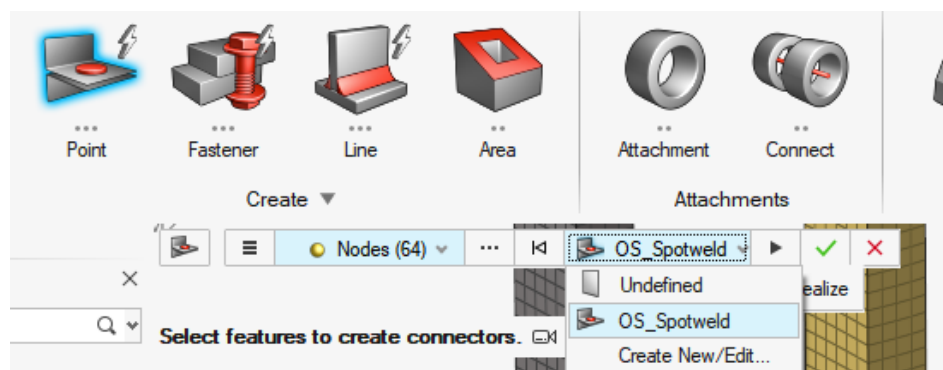 Point Fastener Line Area Attachment Connect
Create Attachments
Nodes (64) OS_Spotweld
Undefined ealize
Select features to create connectors. OS_Spotweld
Create New/Edit...